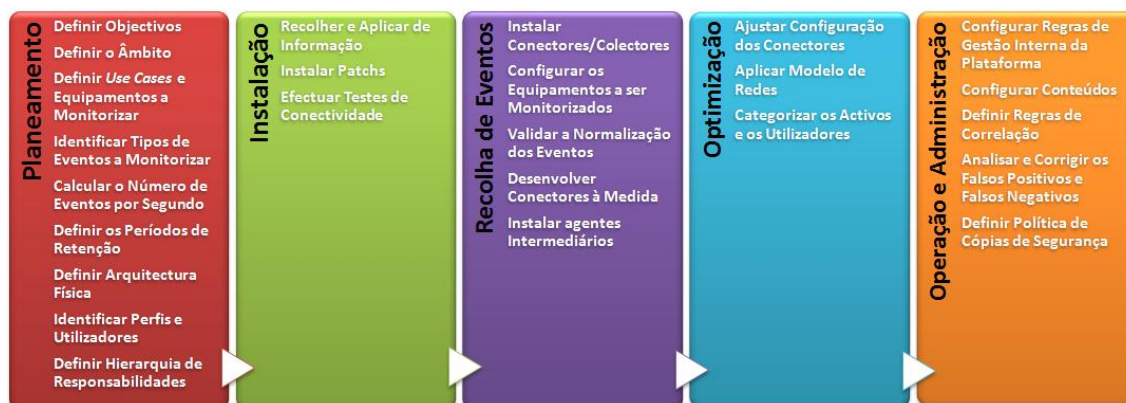 Planeamento
Definir Objectivos
Definir o Âmbito
Definir Use Cases e
Equipamentos a
Monitorizar
Identificar Tipos de
Eventos a Monitorizar
Calcular o Número de
Eventos por Segundo
Definir os Períodos de
Retenção
Definir Arquitectura
Física
Identificar Perfis e
Utilizadores
Definir Hierarquia de
Responsabilidades
Instalação
Recolher e Aplicar de
Informação
Instalar Patchs
Efectuar Testes de
Conectividade
Recolha de Eventos
Instalar
Conectores/Colectores
Configurar os
Equipamentos a ser
Monitorizados
Validar a Normalização
dos Eventos
Desenvolver
Conectores à Medida
Instalar agentes
Intermediários
Optimização
Ajustar Configuração
dos Conectores
Aplicar Modelo de
Redes
Categorizar os Activos
e os Utilizadores
Operação e Administração
Configurar Regras de
Gestão Interna da
Plataforma
Configurar Conteúdos
Definir Regras de
Correlação
Analisar e Corrigir os
Falsos Positivos e
Falsos Negativos
Definir Política de
Cópias de Segurança